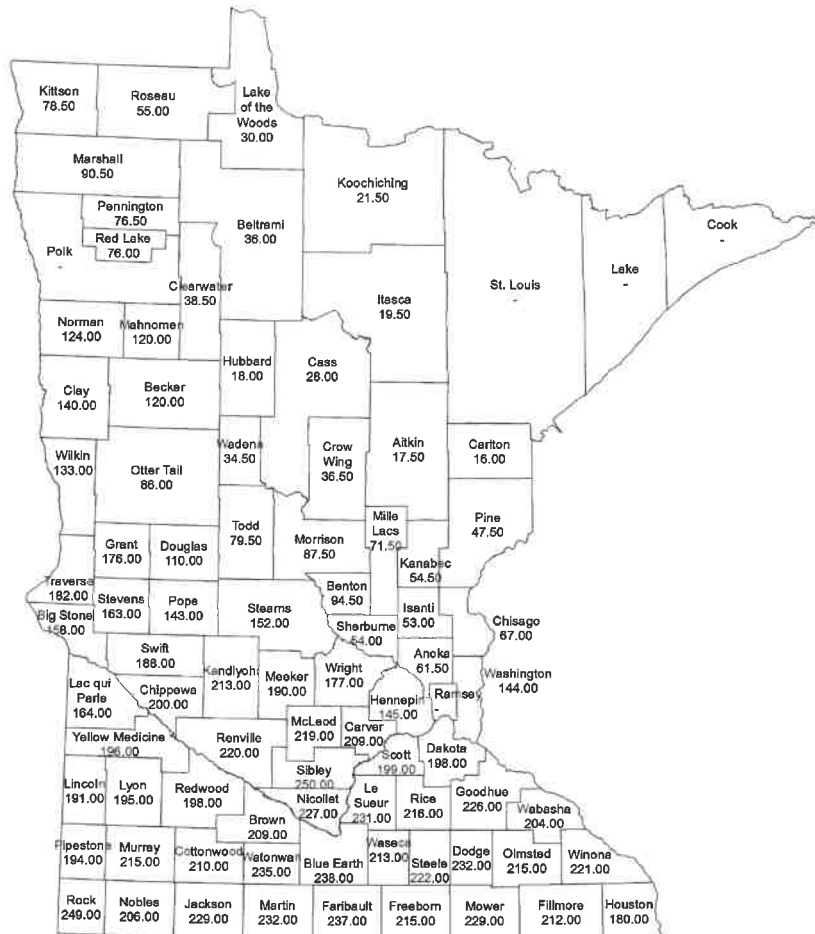 Kittson
78.50
Roseau
55.00
Lake
of the
Woods
30.00
Marshall
90.50
Koochiching
21.50
Pennington
76.50
Red Lake
76.00
Polk
-
Beltrami
36.00
Cook
-
Lake
-
St. Louis
-
Clearwater
38.50
Itasca
19.50
Norman
124.00
Mahnomen
120.00
Hubbard
18.00
Cass
28.00
Clay
140.00
Becker
120.00
Wadena
34.50
Crow
Wing
36.50
Aitkin
17.50
Carlton
16.00
Wilkin
133.00
Otter Tail
86.00
Todd
79.50
Morrison
87.50
Mille
Lacs
71.50
Pine
47.50
Kanabec
54.50
Grant
176.00
Douglas
110.00
Traverse
182.00
Stevens
163.00
Pope
143.00
Stearns
152.00
Benton
94.50
Isanti
53.00
Chisago
67.00
Big Stone
158.00
Sherburne
54.00
Swift
188.00
Kandiyohi
213.00
Meeker
190.00
Wright
177.00
Anoka
61.50
Washington
144.00
Lac qui
Parle
164.00
Chippewa
200.00
Hennepin
145.00
Ramsey
-
Yellow Medicine
196.00
Renville
220.00
McLeod
219.00
Carver
209.00
Scott
199.00
Dakota
198.00
Sibley
250.00
Lincoln
191.00
Lyon
195.00
Redwood
198.00
Nicollet
227.00
Le
Sueur
231.00
Rice
216.00
Goodhue
226.00
Wabasha
204.00
Brown
209.00
Pipestone
194.00
Murray
215.00
Cottonwood
210.00
Watonwan
235.00
Blue Earth
238.00
Waseca
213.00
Steele
222.00
Dodge
232.00
Olmsted
215.00
Winona
221.00
Rock
249.00
Nobles
206.00
Jackson
229.00
Martin
232.00
Faribault
237.00
Freeborn
215.00
Mower
229.00
Fillmore
212.00
Houston
180.00